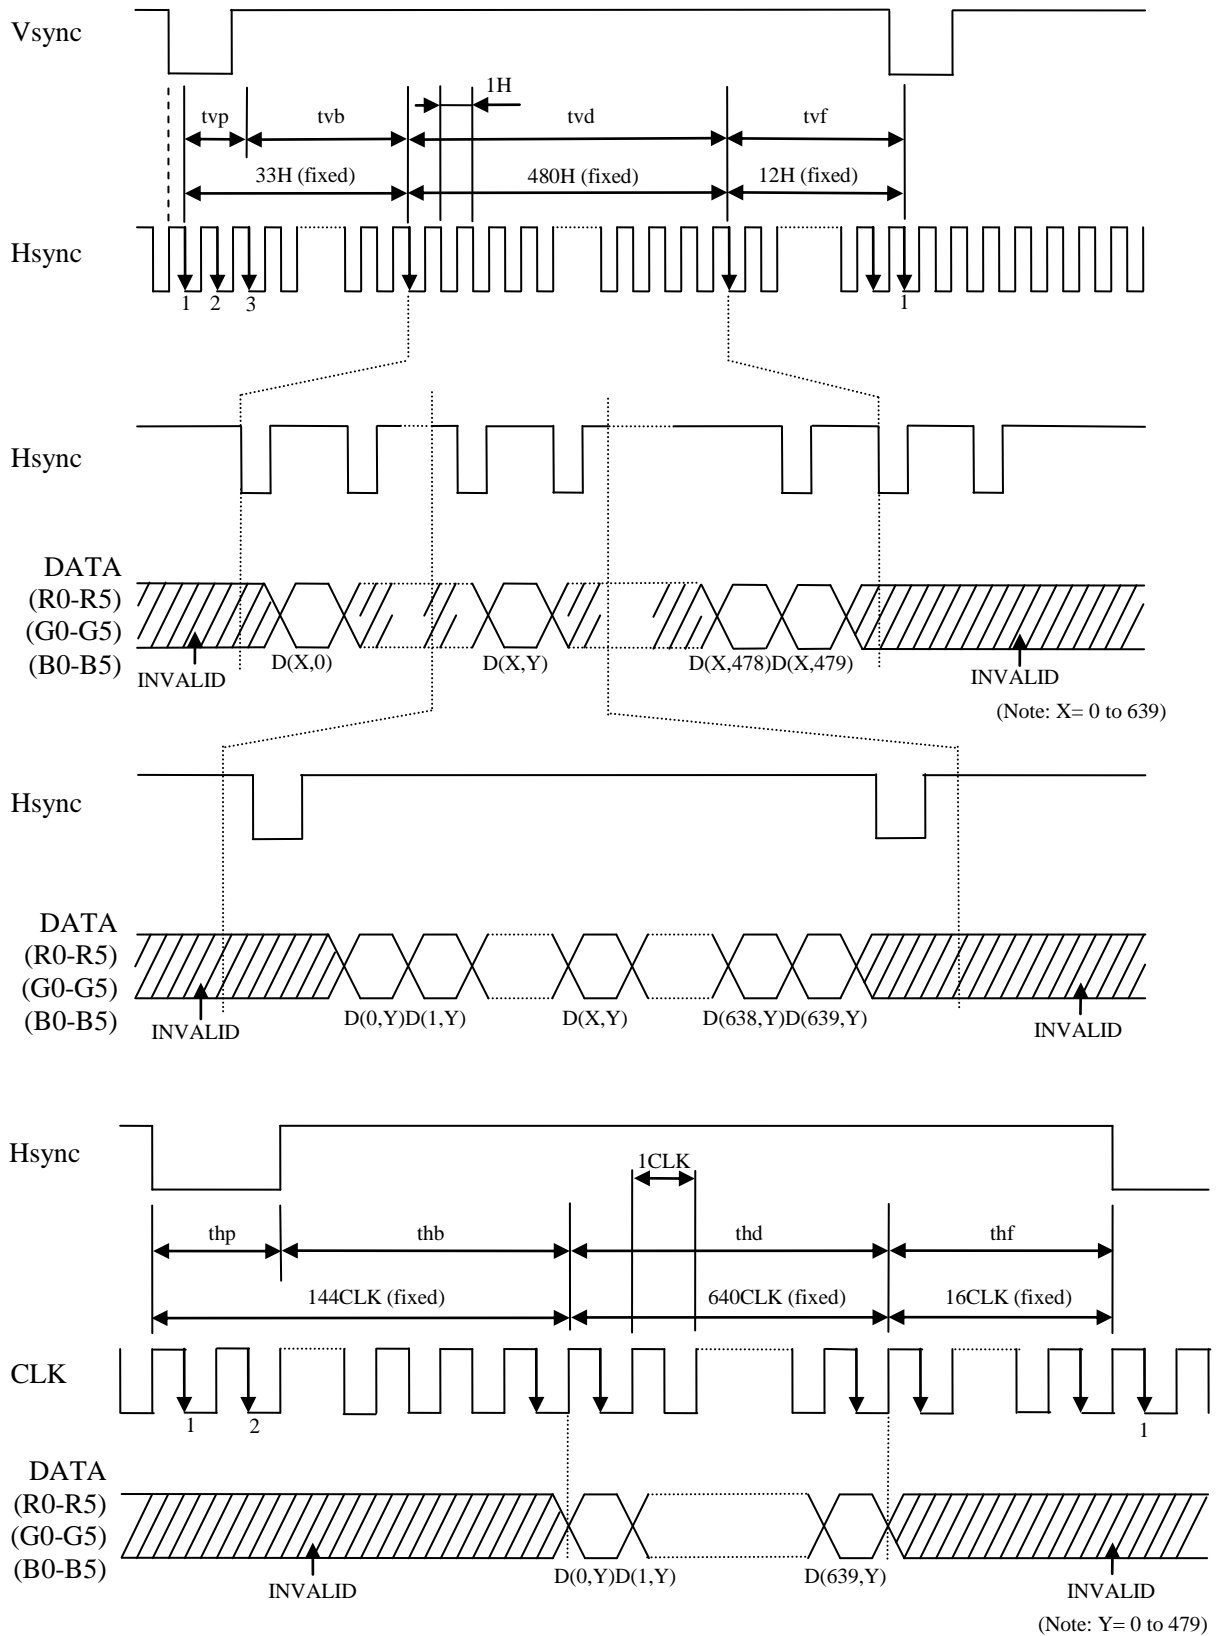 Vsync
1H
tvp tvb tvd tvf
33H (fixed) 480H (fixed) 12H (fixed)
Hsync
1 2 3 1
Hsync
DATA
(R0-R5)
(G0-G5)
(B0-B5)
D(X,0) D(X,Y) D(X,478)D(X,479)
INVALID INVALID
(Note: X= 0 to 639)
Hsync
DATA
(R0-R5)
(G0-G5)
(B0-B5)
D(0,Y)D(1,Y) D(X,Y) D(638,Y)D(639,Y)
INVALID INVALID
Hsync
1CLK
thp thb thd thf
144CLK (fixed) 640CLK (fixed) 16CLK (fixed)
CLK
1 2 1
DATA
(R0-R5)
(G0-G5)
(B0-B5)
D(0,Y)D(1,Y) D(639,Y)
INVALID INVALID
(Note: Y= 0 to 479)